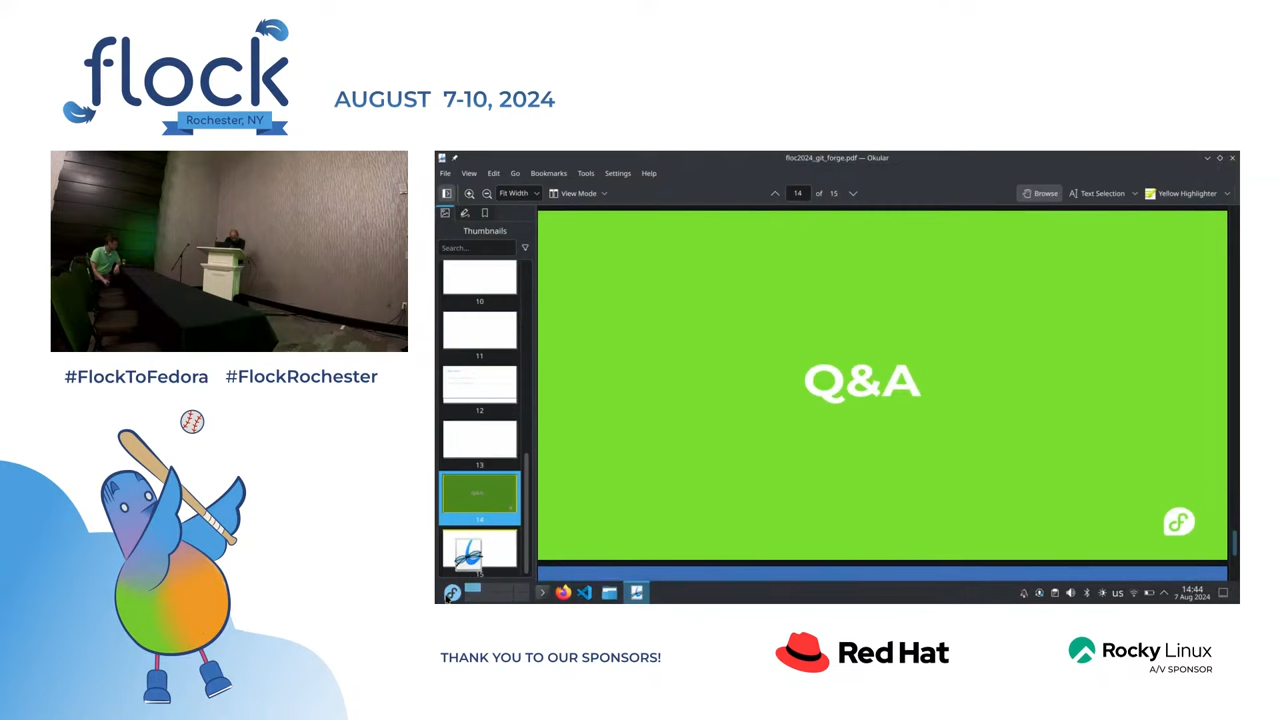 flock
Rochester, NY
AUGUST 7-10, 2024
floc2024_git_forge.pdf — Okular
File View Edit Go Bookmarks Tools Settings Help
Fit Width View Mode 14 of 15 Browse Text Selection Yellow Highlighter
Thumbnails
Search...
10
11
12
13
Q&A
14
15
Q&A
us 14:44
7 Aug 2024
#FlockToFedora #FlockRochester
THANK YOU TO OUR SPONSORS!
Red Hat
Rocky Linux
A/V SPONSOR